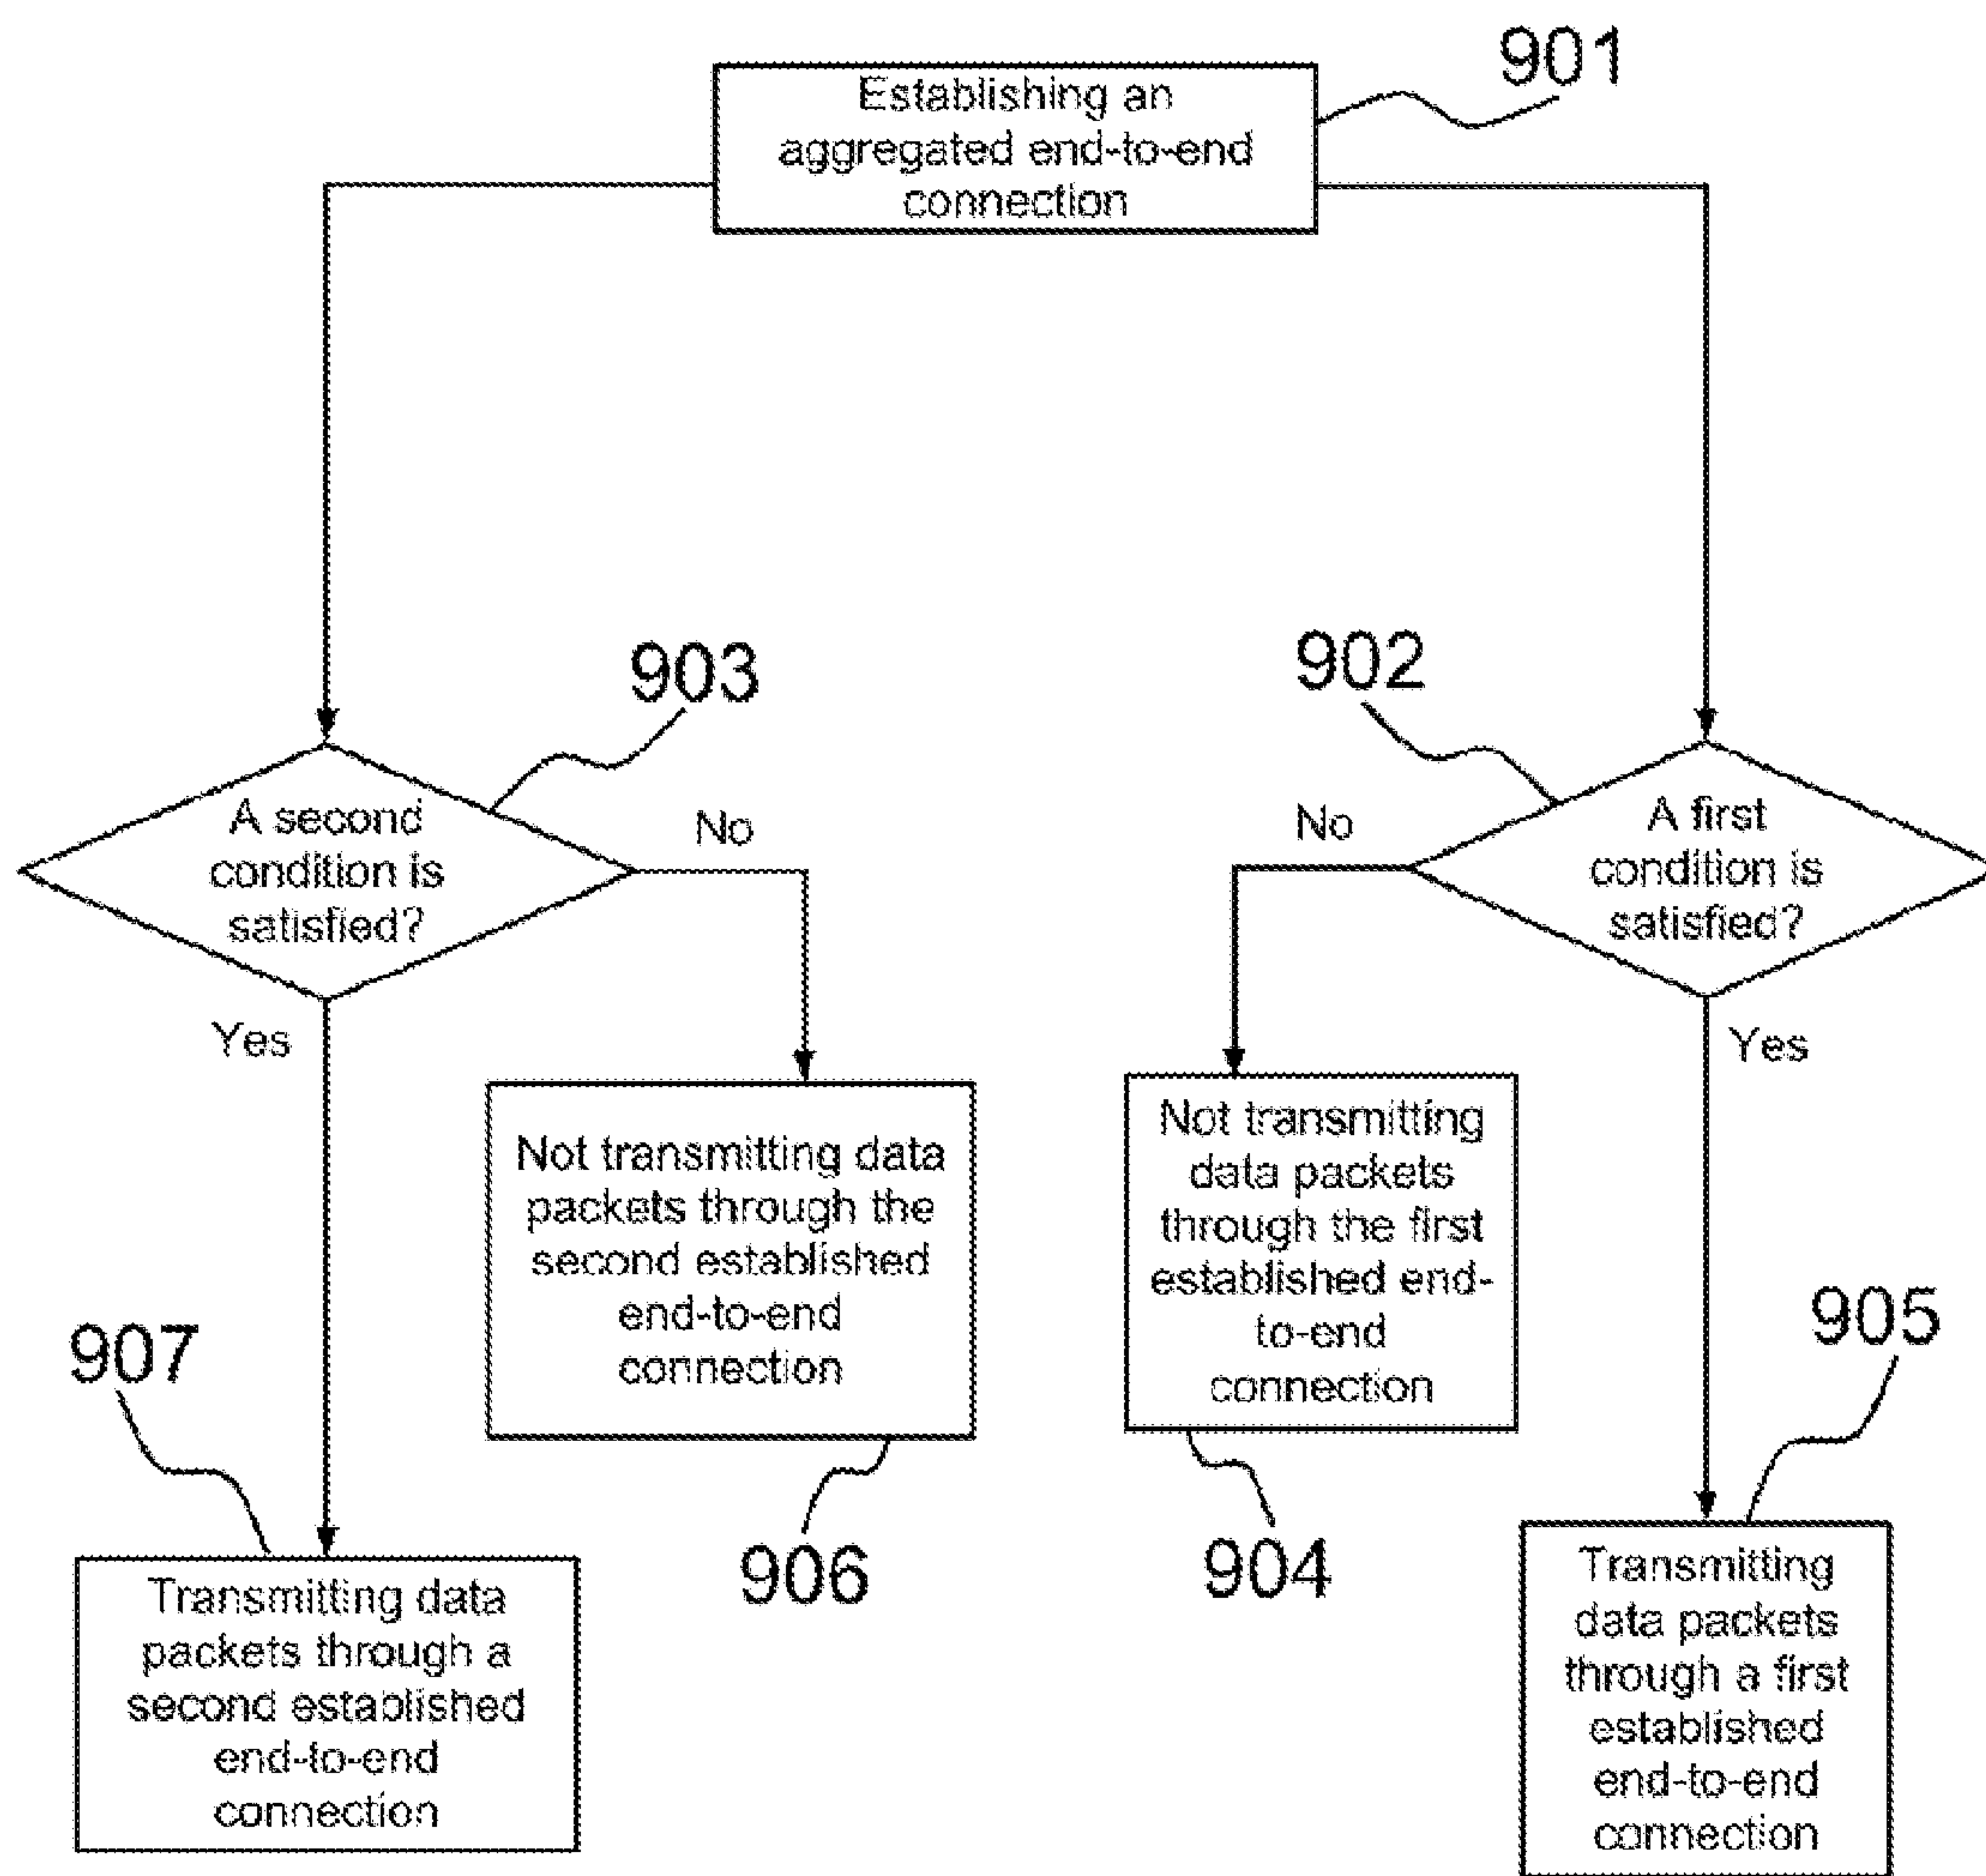 901
Establishing an
aggregated end-to-end
connection
903
902
A second
condition is
satisfied?
No
No
A first
condition is
satisfied?
Yes
Yes
Not transmitting data
packets through the
second established
end-to-end
connection
Not transmitting
data packets
through the first
established end-
to-end
connection
907
905
906
904
Transmitting data
packets through a
second established
end-to-end
connection
Transmitting
data packets
through a first
established
end-to-end
connection